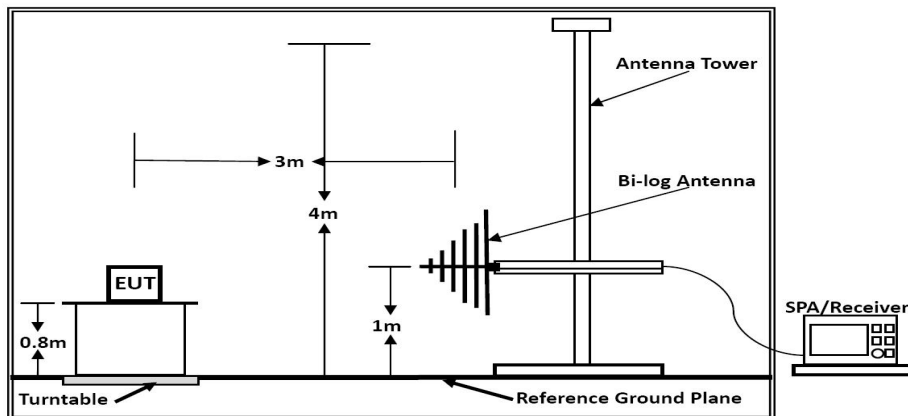 Antenna Tower
3m
Bi-log Antenna
4m
EUT
SPA/Receiver
0.8m
1m
Turntable
Reference Ground Plane